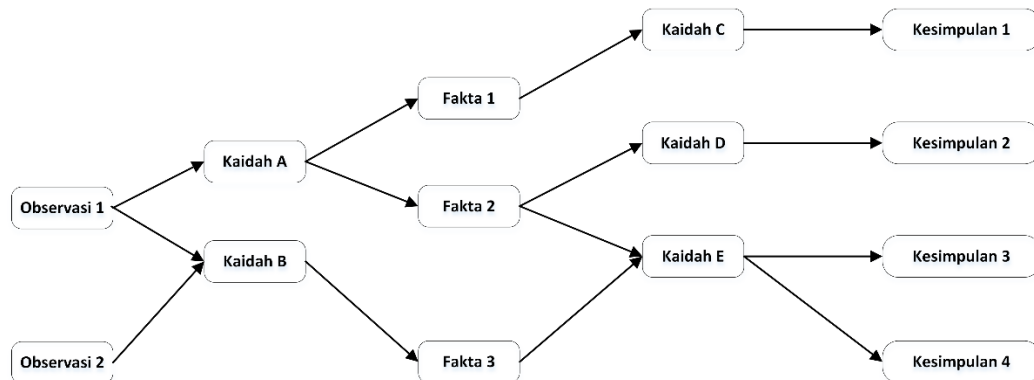 Observasi 1
Observasi 2
Kaidah A
Kaidah B
Fakta 1
Fakta 2
Fakta 3
Kaidah C
Kaidah D
Kaidah E
Kesimpulan 1
Kesimpulan 2
Kesimpulan 3
Kesimpulan 4